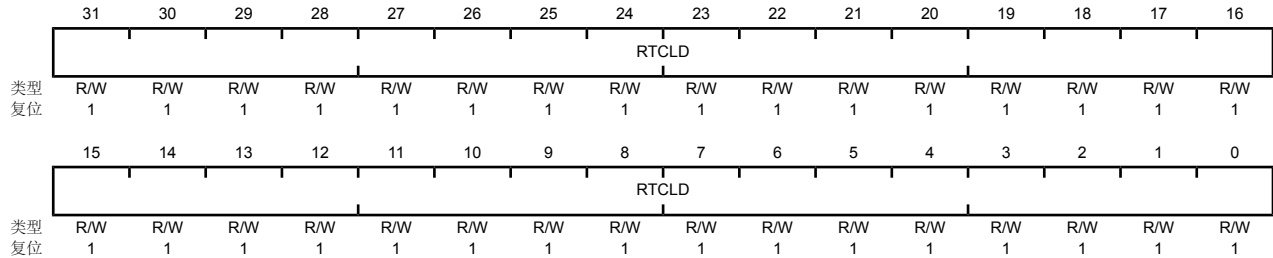 31 30 29 28 27 26 25 24 23 22 21 20 19 18 17 16
RTCLD
类型 R/W R/W R/W R/W R/W R/W R/W R/W R/W R/W R/W R/W R/W R/W R/W R/W
复位 1 1 1 1 1 1 1 1 1 1 1 1 1 1 1 1
15 14 13 12 11 10 9 8 7 6 5 4 3 2 1 0
RTCLD
类型 R/W R/W R/W R/W R/W R/W R/W R/W R/W R/W R/W R/W R/W R/W R/W R/W
复位 1 1 1 1 1 1 1 1 1 1 1 1 1 1 1 1